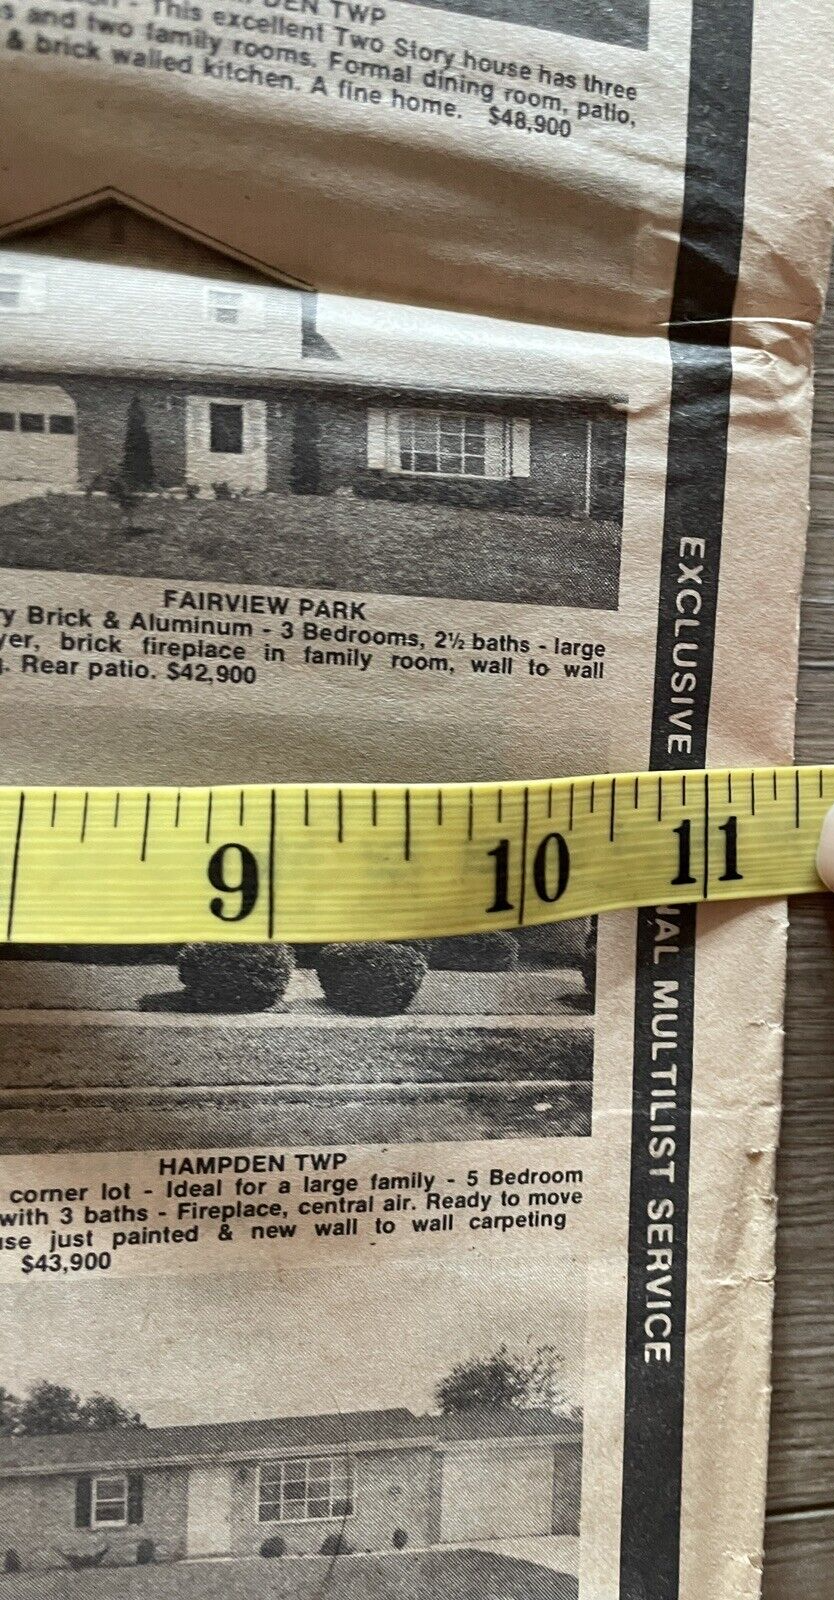 DEN TWP
- This excellent Two Story house has three
s and two family rooms. Formal dining room, patio,
& brick walled kitchen. A fine home. $48,900
FAIRVIEW PARK
y Brick & Aluminum - 3 Bedrooms, 2½ baths - large
yer, brick fireplace in family room, wall to wall
. Rear patio. $42,900
9 10 11
HAMPDEN TWP
corner lot - Ideal for a large family - 5 Bedroom
with 3 baths - Fireplace, central air. Ready to move
use just painted & new wall to wall carpeting
$43,900
EXCLUSIVE NAL MULTILIST SERVICE